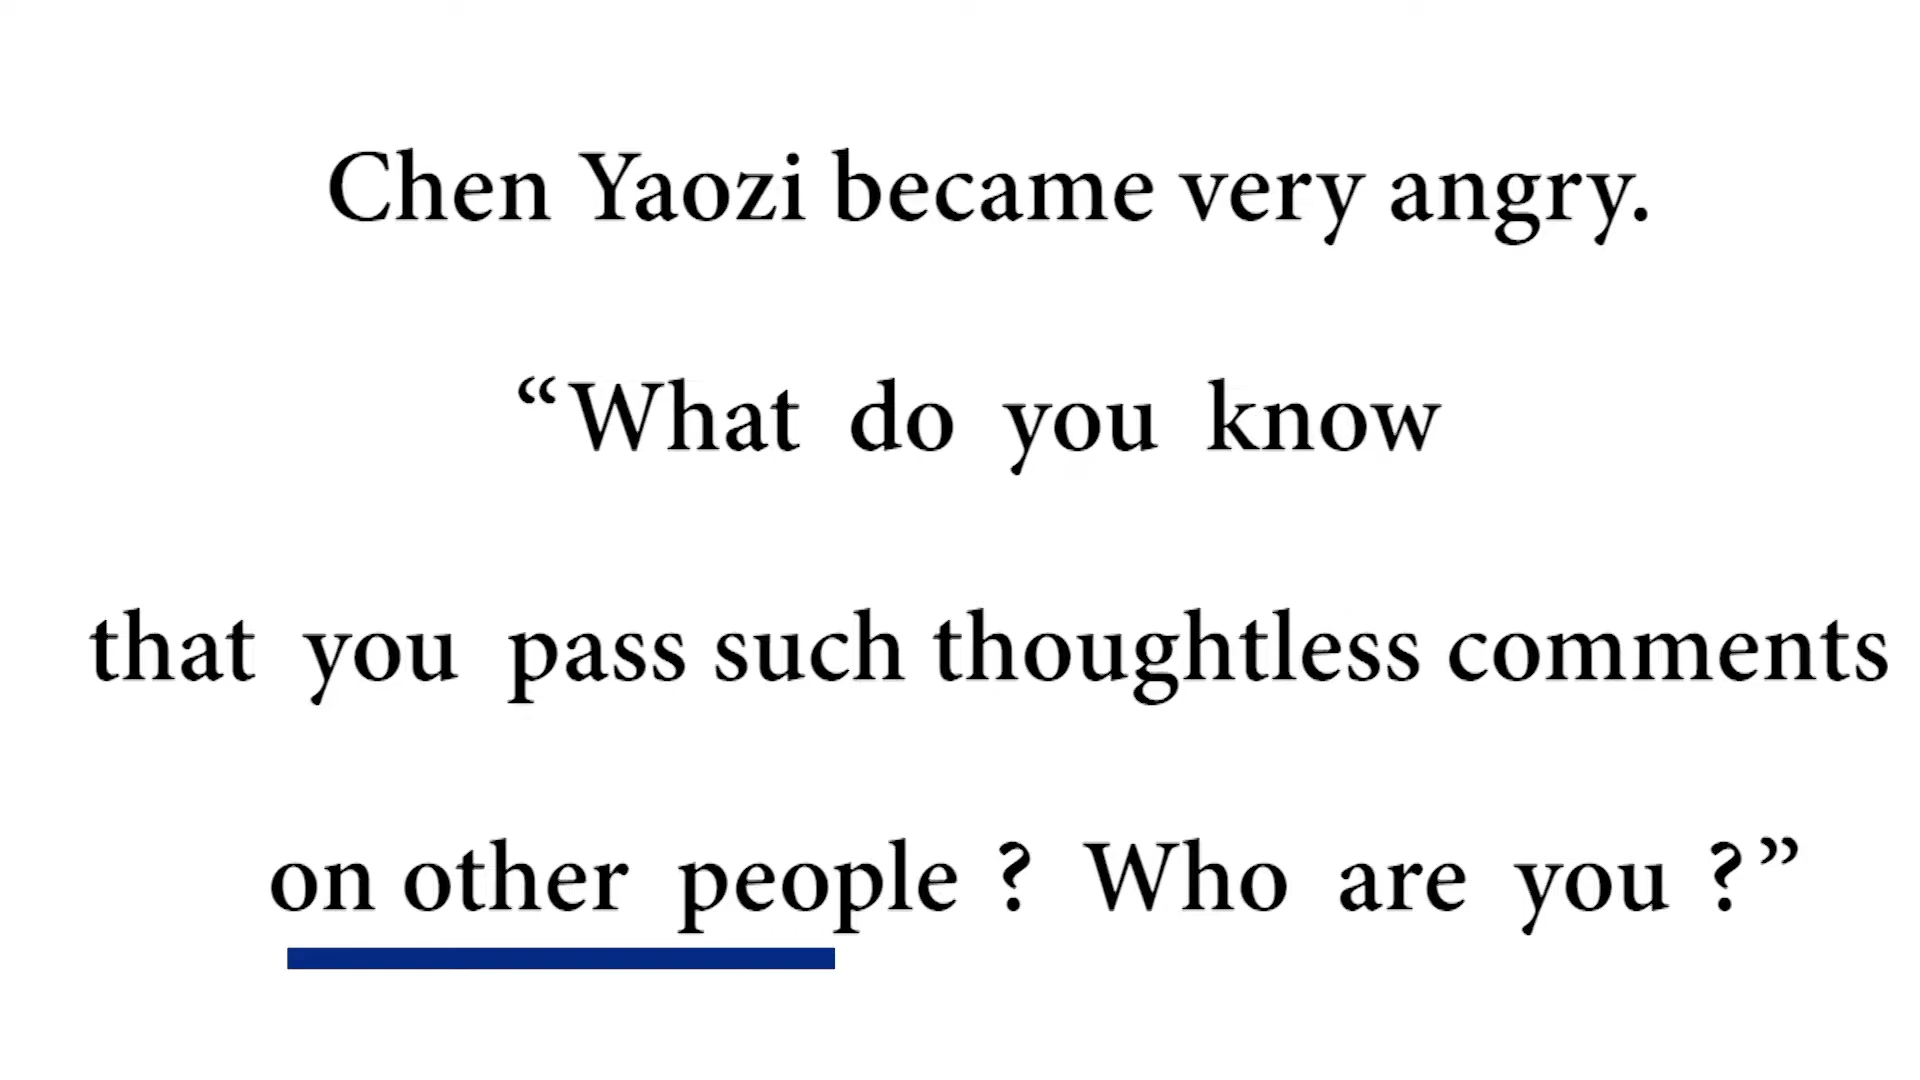 Chen Yaozi became very angry.
“What do you know
that you pass such thoughtless comments
on other people ? Who are you ?”